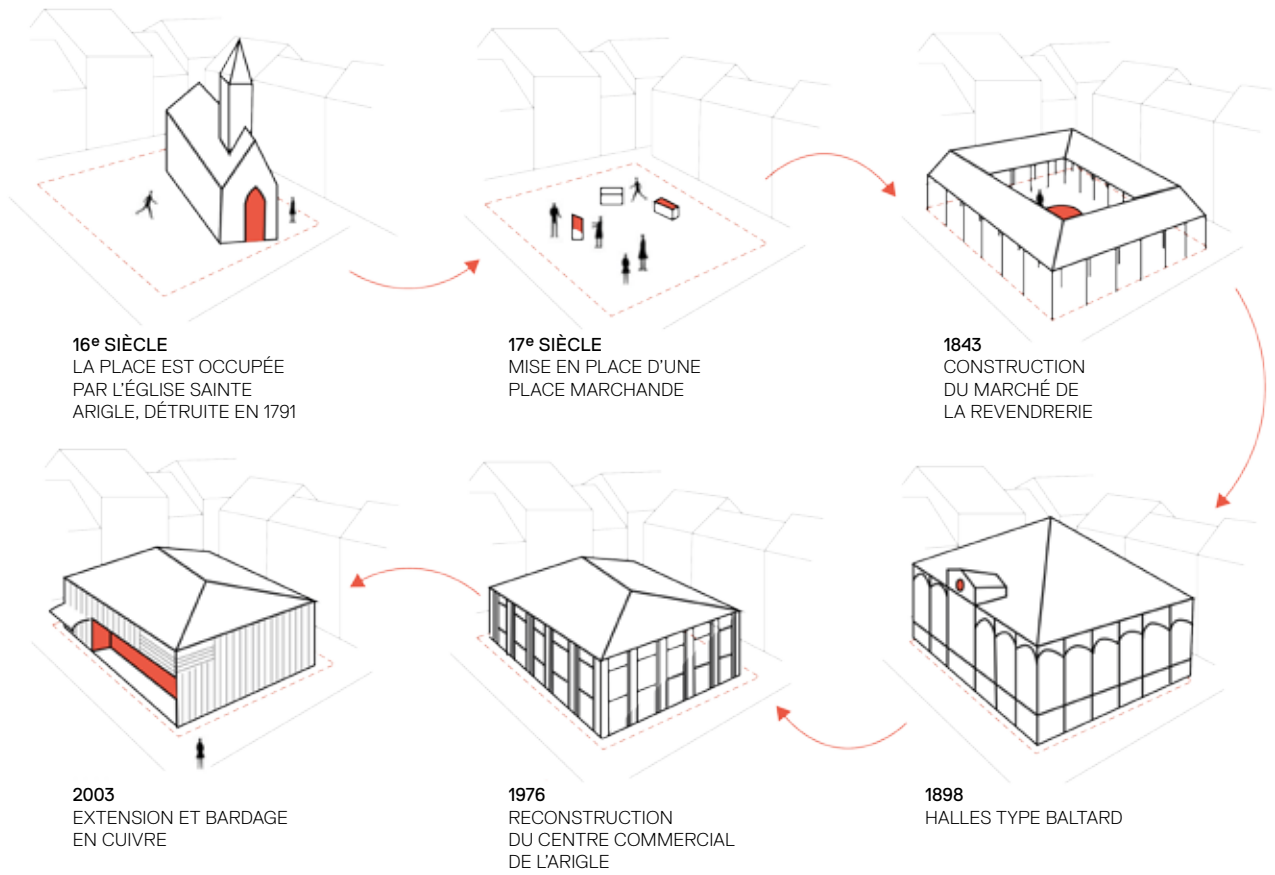 16e SIÈCLE
LA PLACE EST OCCUPÉE
PAR L'ÉGLISE SAINTE
ARIGLE, DÉTRUITE EN 1791
17e SIÈCLE
MISE EN PLACE D'UNE
PLACE MARCHANDE
1843
CONSTRUCTION
DU MARCHÉ DE
LA REVENDRERIE
2003
EXTENSION ET BARDAGE
EN CUIVRE
1976
RECONSTRUCTION
DU CENTRE COMMERCIAL
DE L'ARIGLE
1898
HALLES TYPE BALTARD